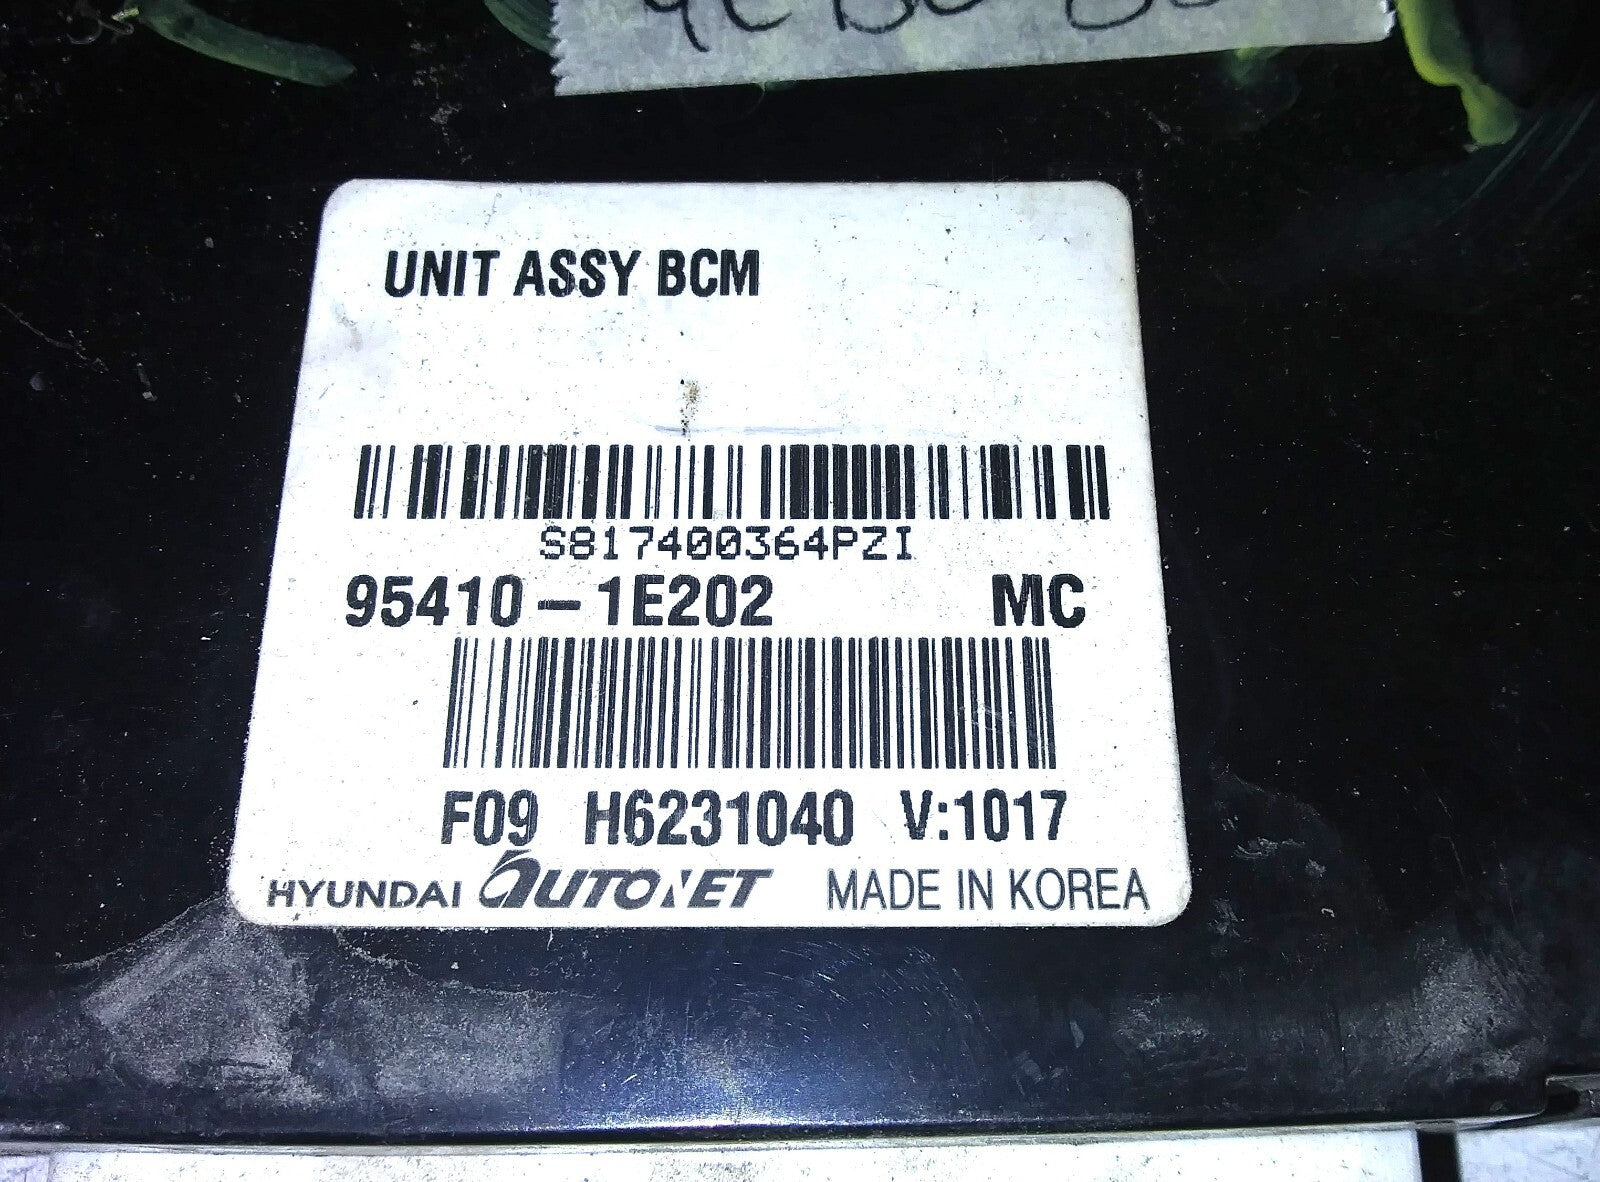 UNIT ASSY BCM
S817400364PZI
95410-1E202 MC
F09 H6231040 V:1017
HYUNDAI AUTONET MADE IN KOREA